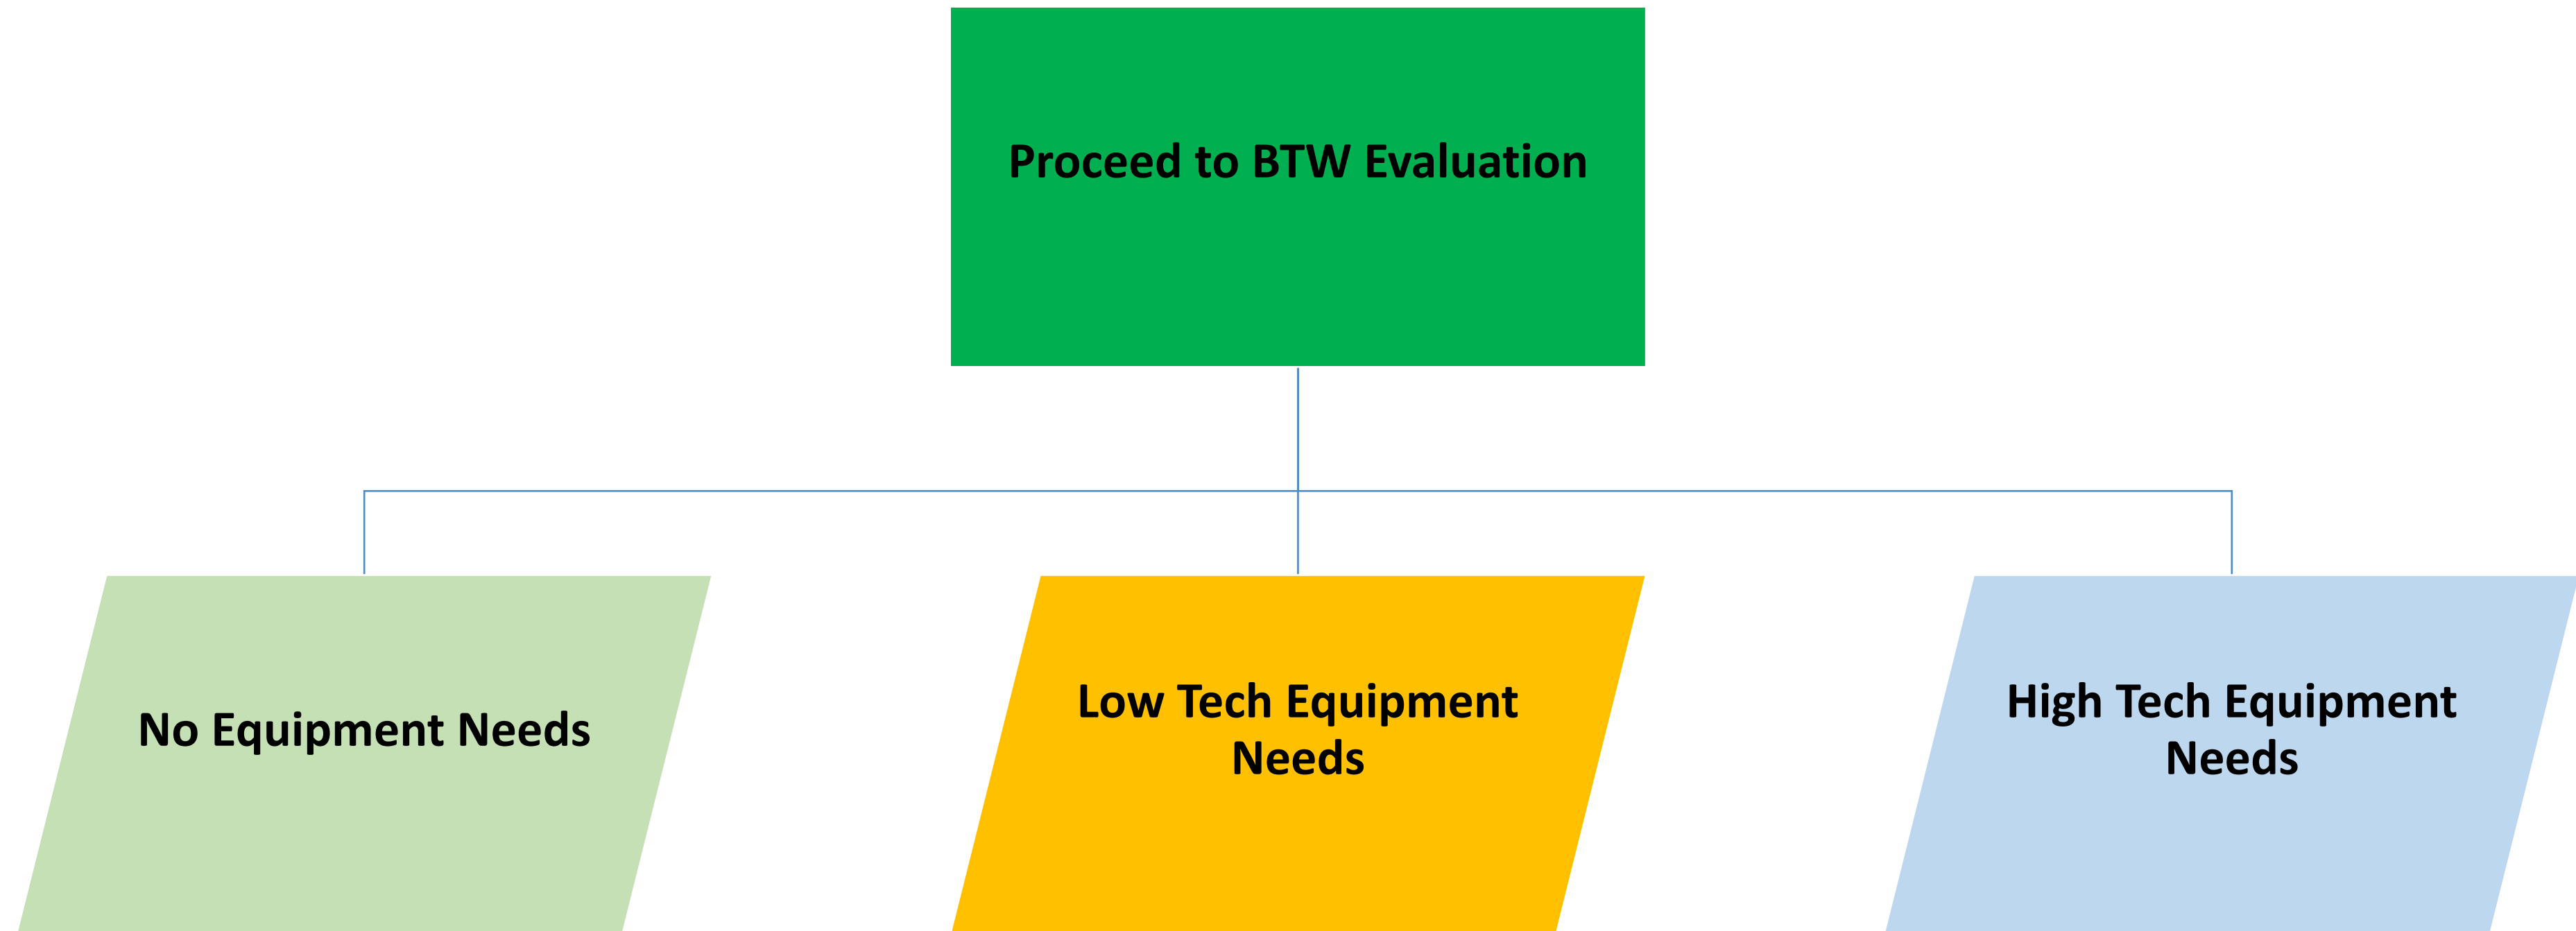 Proceed to BTW Evaluation
No Equipment Needs
Low Tech Equipment
Needs
High Tech Equipment
Needs